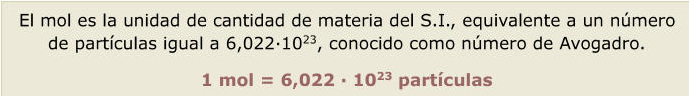 El mol es la unidad de cantidad de materia del S.I., equivalente a un número
de partículas igual a 6,022·10²³, conocido como número de Avogadro.
1 mol = 6,022 · 10²³ partículas